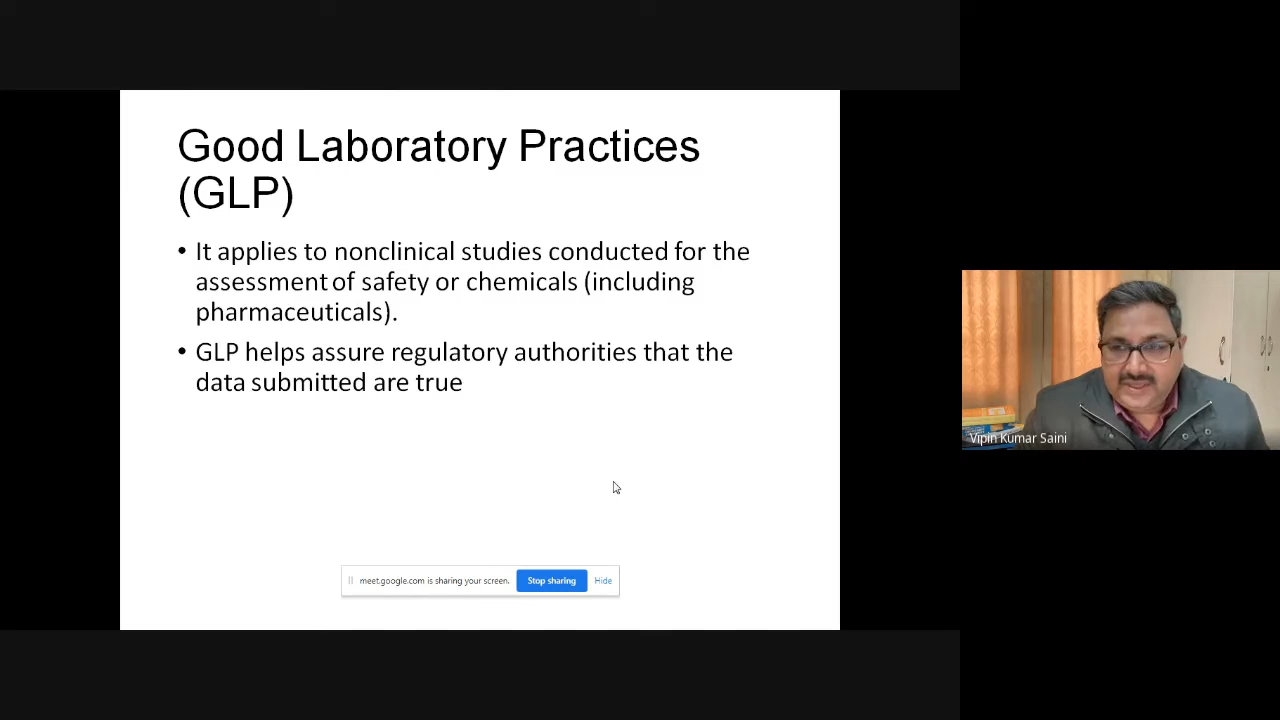 Good Laboratory Practices
(GLP)
• It applies to nonclinical studies conducted for the
assessment of safety or chemicals (including
pharmaceuticals).
• GLP helps assure regulatory authorities that the
data submitted are true
meet.google.com is sharing your screen. Stop sharing Hide
Vipin Kumar Saini